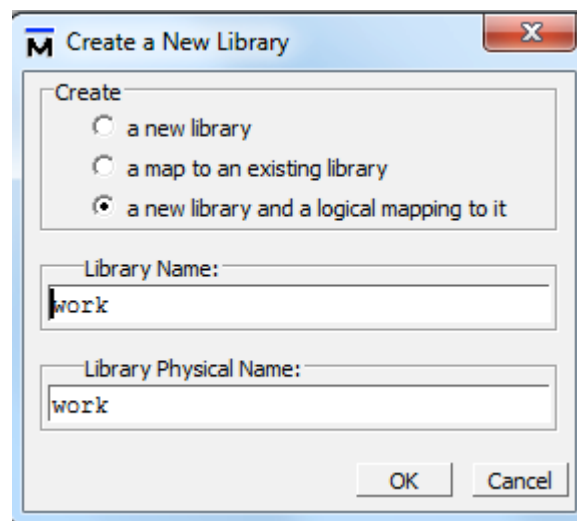 Create a New Library
Create
a new library
a map to an existing library
a new library and a logical mapping to it
Library Name:
work
Library Physical Name:
work
OK Cancel